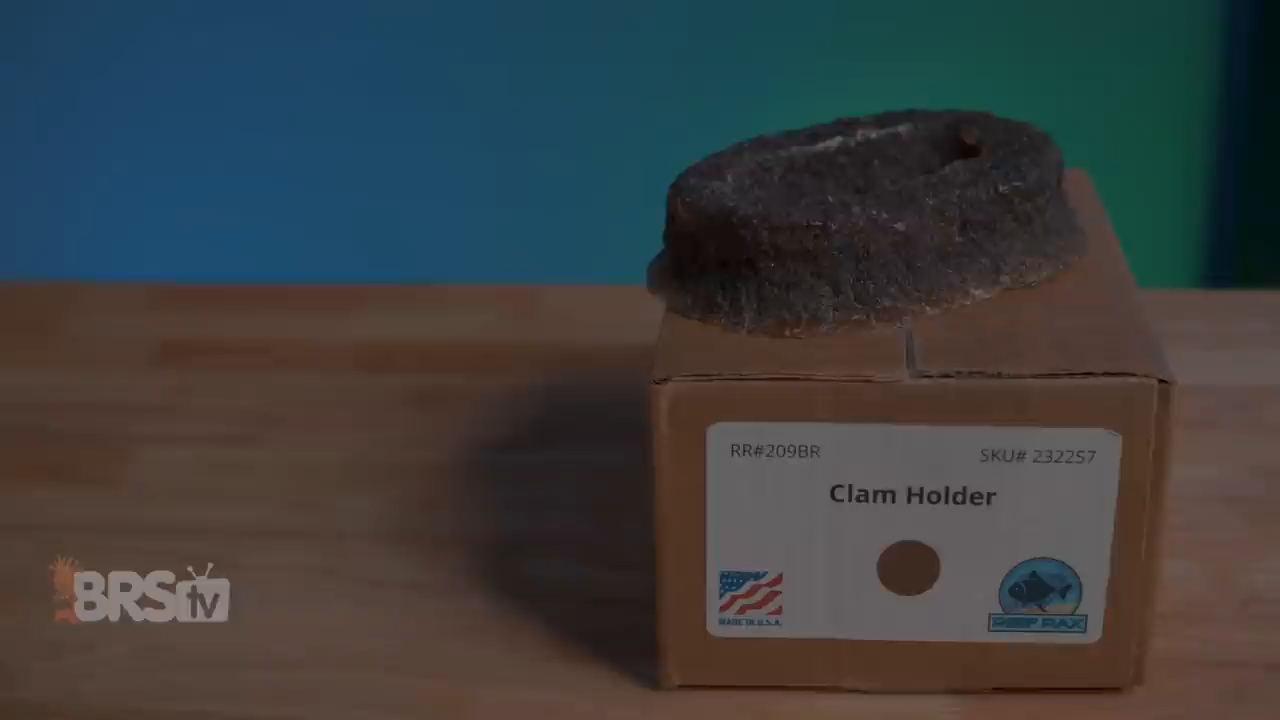 RR#209BR
SKU# 232257
Clam Holder
MADE IN U.S.A.
REEF RAX
BRStv